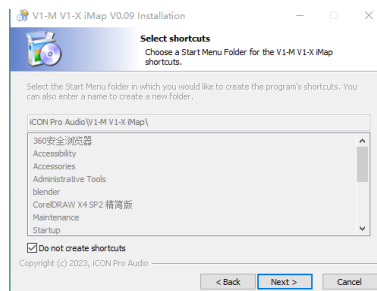 V1-M V1-X iMap V0.09 Installation
Select shortcuts
Choose a Start Menu Folder for the V1-M V1-X iMap
shortcuts.
Select the Start Menu folder in which you would like to create the program's shortcuts. You
can also enter a name to create a new folder.
iCON Pro Audio\V1-M V1-X iMap\
360安全浏览器
Accessibility
Accessories
Administrative Tools
blender
CorelDRAW X4 SP2 精简版
Maintenance
Startup
Do not create shortcuts
Copyright (c) 2023, iCON Pro Audio
< Back
Next >
Cancel